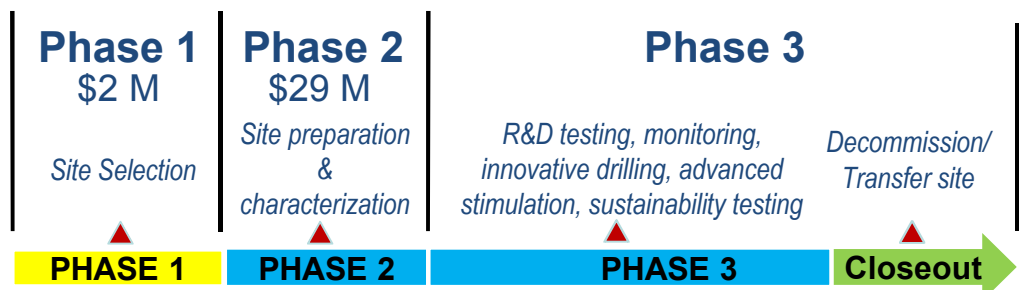 Phase 1
$2 M
Site Selection
Phase 2
$29 M
Site preparation
&
characterization
Phase 3
R&D testing, monitoring,
innovative drilling, advanced
stimulation, sustainability testing
Decommission/
Transfer site
PHASE 1
PHASE 2
PHASE 3
Closeout